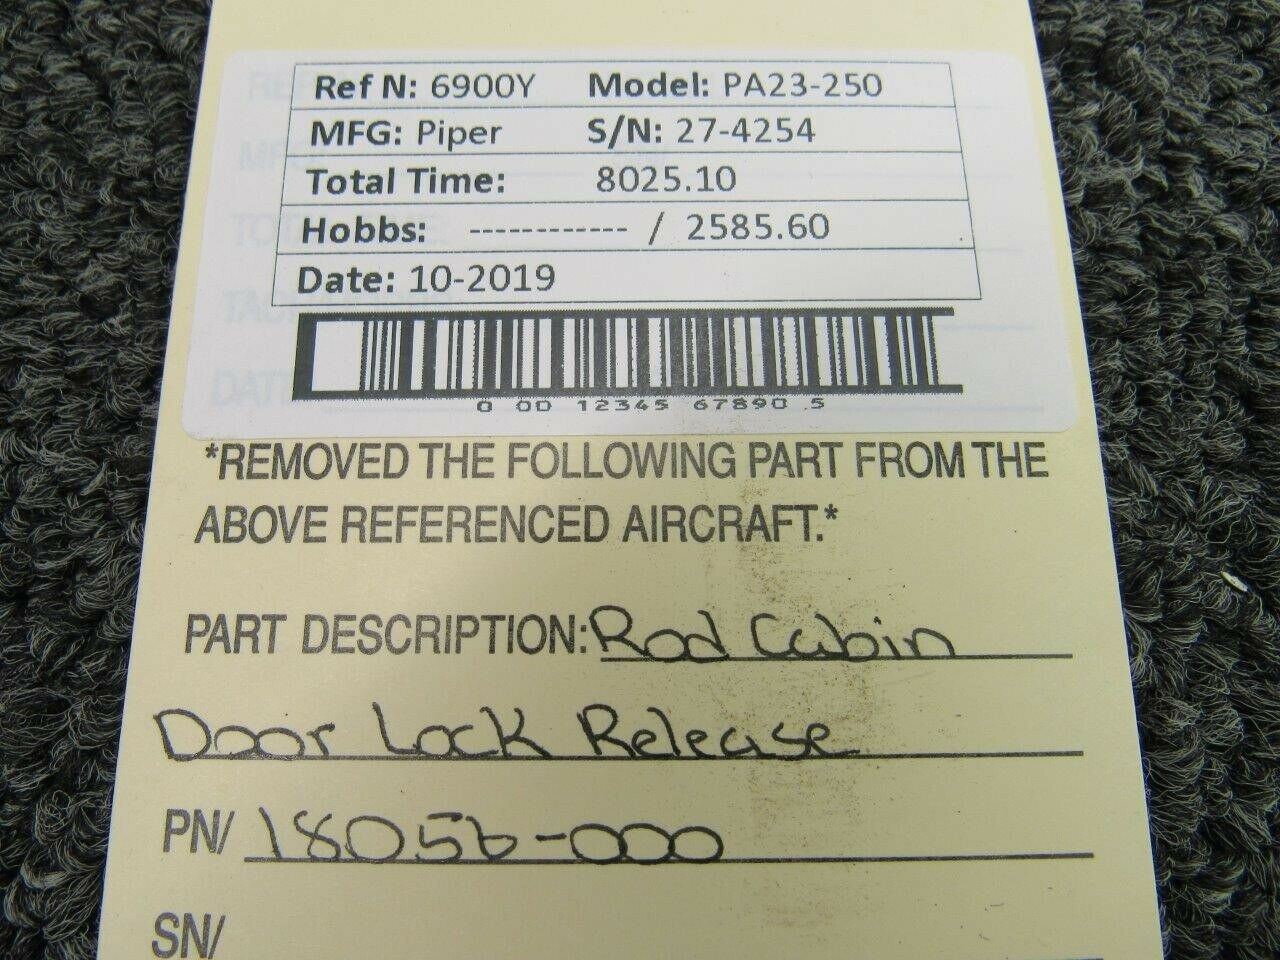 Ref N: 6900Y Model: PA23-250
MFG: Piper S/N: 27-4254
Total Time: 8025.10
Hobbs: ------------ / 2585.60
Date: 10-2019
0 00 12345 67890 5
*REMOVED THE FOLLOWING PART FROM THE
ABOVE REFERENCED AIRCRAFT.*
PART DESCRIPTION: Rod Cabin
Door Lock Release
PN/ 18056-000
SN/